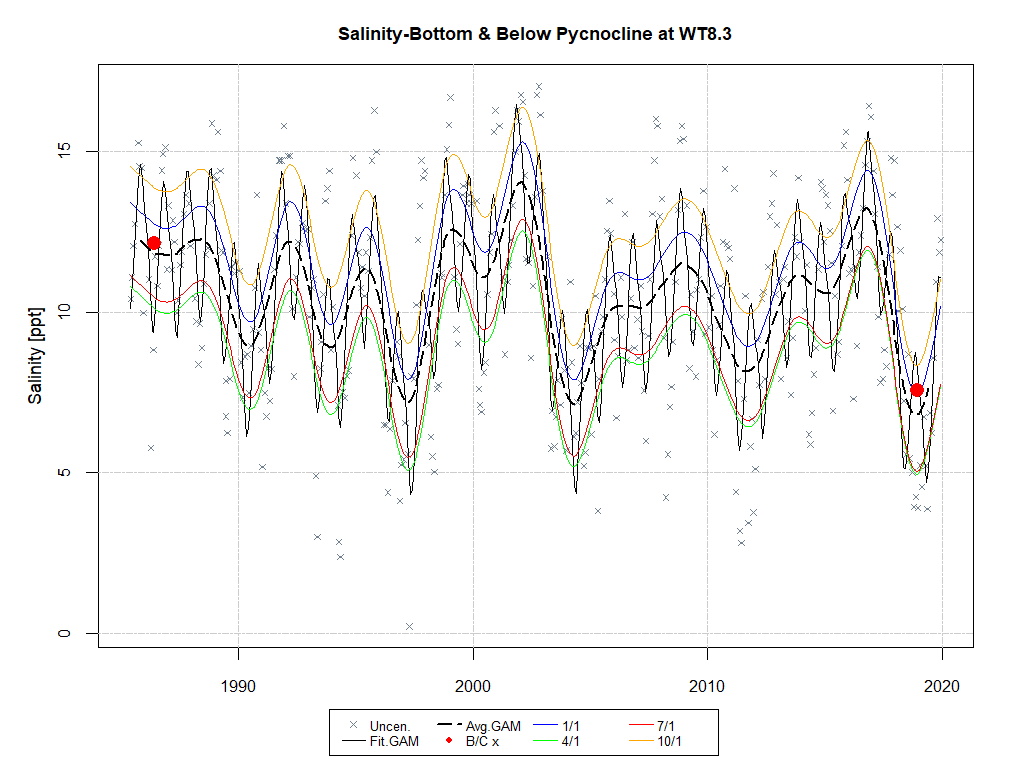 Salinity-Bottom & Below Pycnocline at WT8.3
Salinity [ppt]
15
10
5
0
1990 2000 2010 2020
Uncen. Avg.GAM 1/1 7/1
Fit.GAM B/C x 4/1 10/1